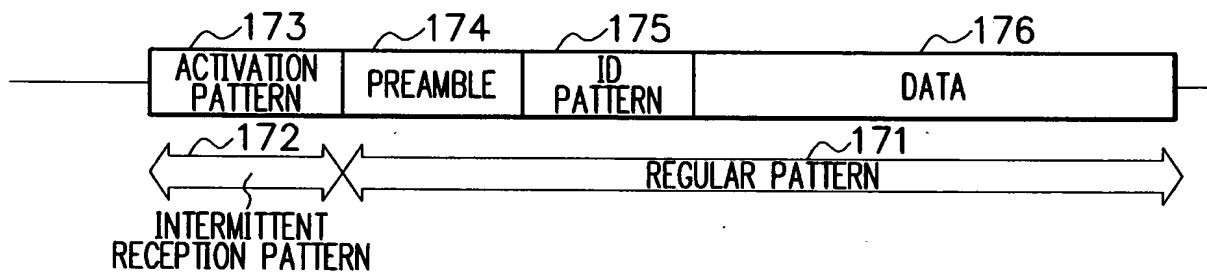 173 174 175 176
ACTIVATION PATTERN PREAMBLE ID PATTERN DATA
172 171
REGULAR PATTERN
INTERMITTENT
RECEPTION PATTERN